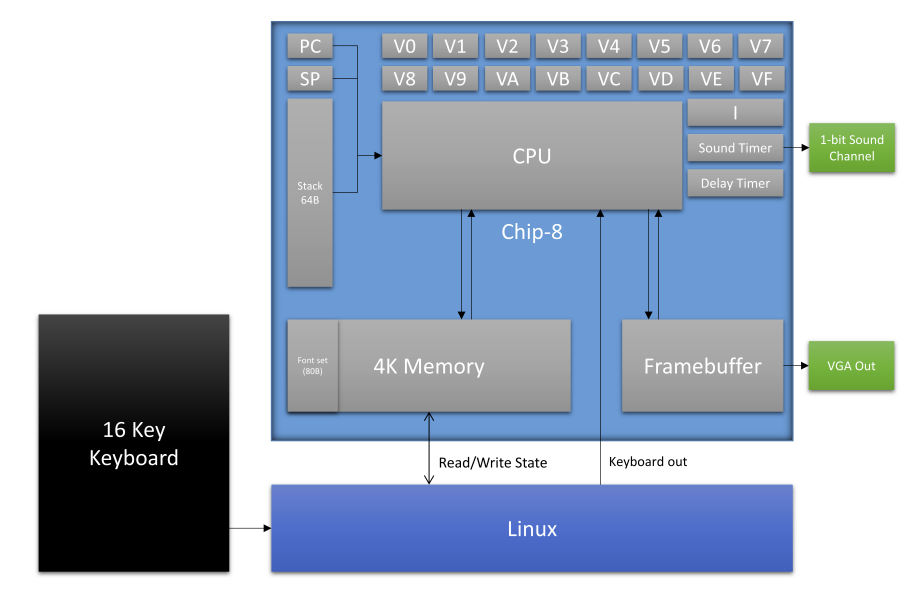 PC
V0 V1 V2 V3 V4 V5 V6 V7
SP
V8 V9 VA VB VC VD VE VF
I
CPU
Sound Timer
1-bit Sound
Channel
Delay Timer
Stack
64B
Chip-8
Font set
(80B)
4K Memory
Framebuffer
VGA Out
16 Key
Keyboard
Read/Write State
Keyboard out
Linux